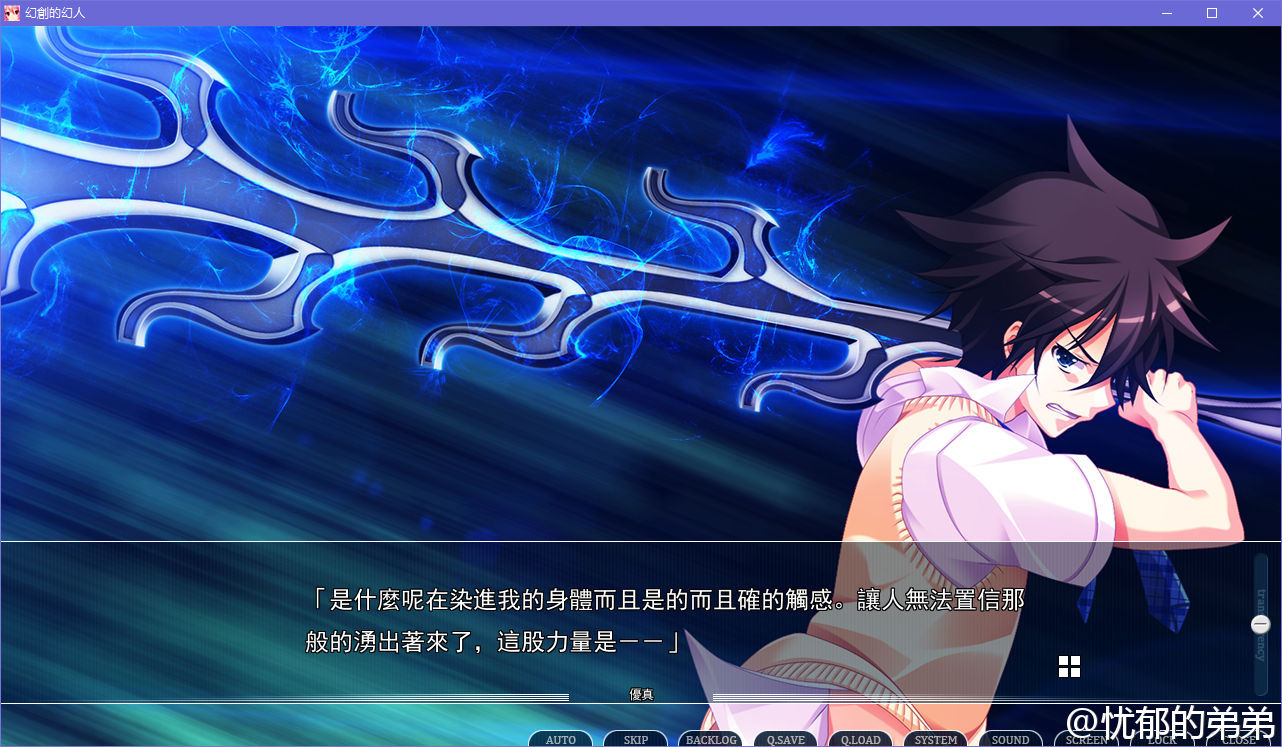 幻創的幻人
「是什麼呢在染進我的身體而且是的而且確的觸感。讓人無法置信那
般的湧出著來了，這股力量是－－」
優真
@忧郁的弟弟
AUTO SKIP BACKLOG Q.SAVE Q.LOAD SYSTEM SOUND SCREEN LOCK